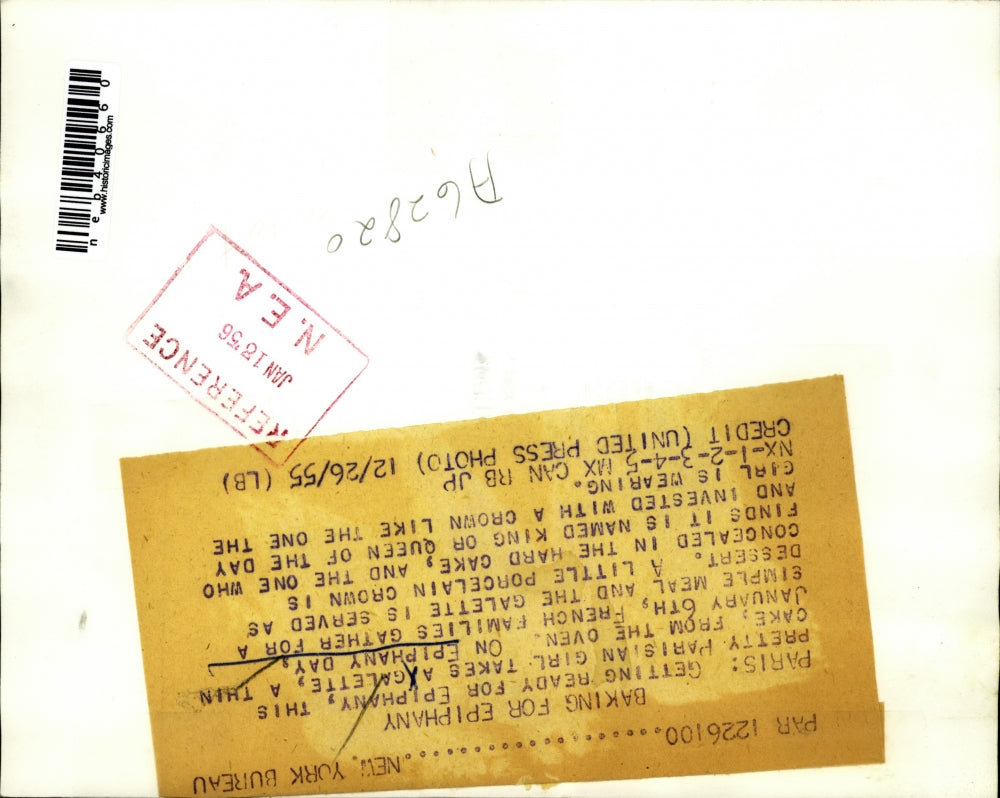 neb40660
www.historicimages.com
A62820
REFERENCE
JAN 18 '56
N. E. A.
PAR 1226100....................NEW YORK BUREAU
BAKING FOR EPIPHANY
PARIS: GETTING READY FOR EPIPHANY, THIS
PRETTY PARISIAN GIRL TAKES A GALETTE, A THIN
CAKE, FROM THE OVEN. ON EPIPHANY DAY,
JANUARY 6TH, FRENCH FAMILIES GATHER FOR A
SIMPLE MEAL AND THE GALETTE IS SERVED AS
DESSERT. A LITTLE PORCELAIN CROWN IS
CONCEALED IN THE HARD CAKE, AND THE ONE WHO
FINDS IT IS NAMED KING OR QUEEN OF THE DAY
AND INVESTED WITH A CROWN LIKE THE ONE THE
GIRL IS WEARING.
NX-1-2-3-4-5 MX CAN RB JP
CREDIT (UNITED PRESS PHOTO) 12/26/55 (LB)